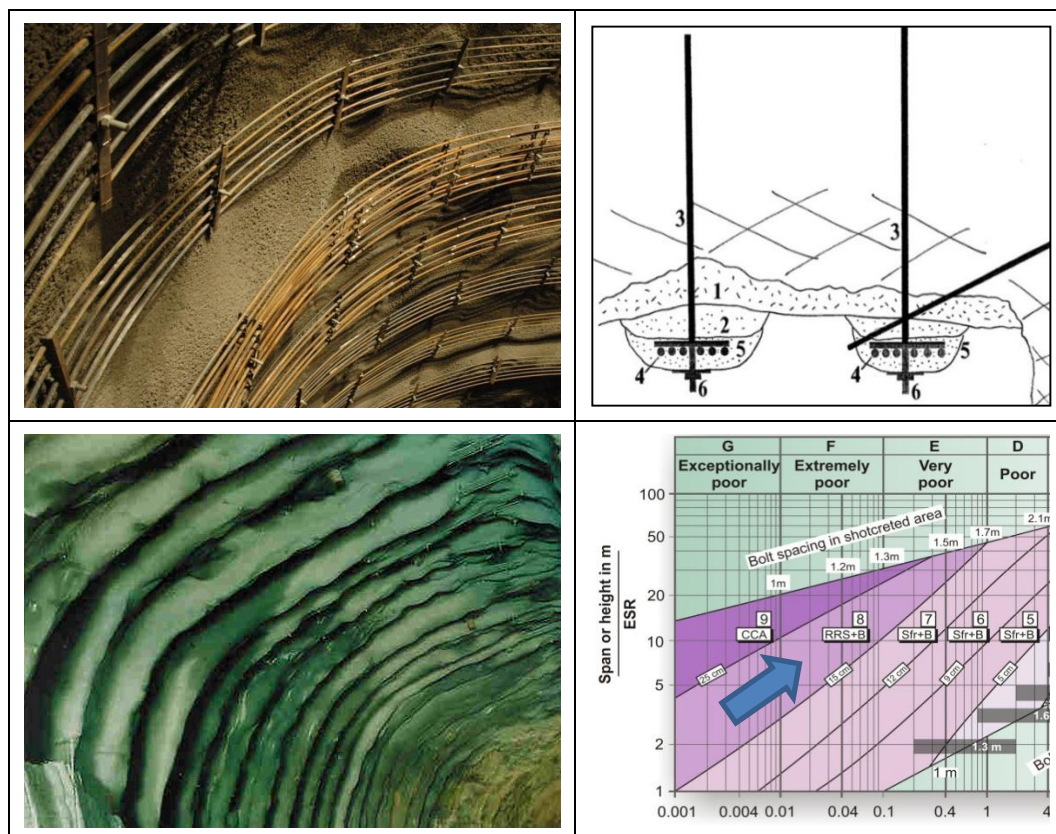 3
3
1
2
5
5
4
4
6
6
G
F
E
D
Exceptionally
poor
Extremely
poor
Very
poor
Poor
100
50
20
10
5
2
1
Span or height in m
ESR
Bolt spacing in shotcreted area
1m
1.2m
1.3m
1.5m
1.7m
2.1m
9
CCA
8
RRS+B
7
Sfr+B
6
Sfr+B
5
Sfr+B
25 cm
15 cm
12 cm
9 cm
5 cm
1.6
1.3 m
1 m
0.001
0.004
0.01
0.04
0.1
0.4
1
4